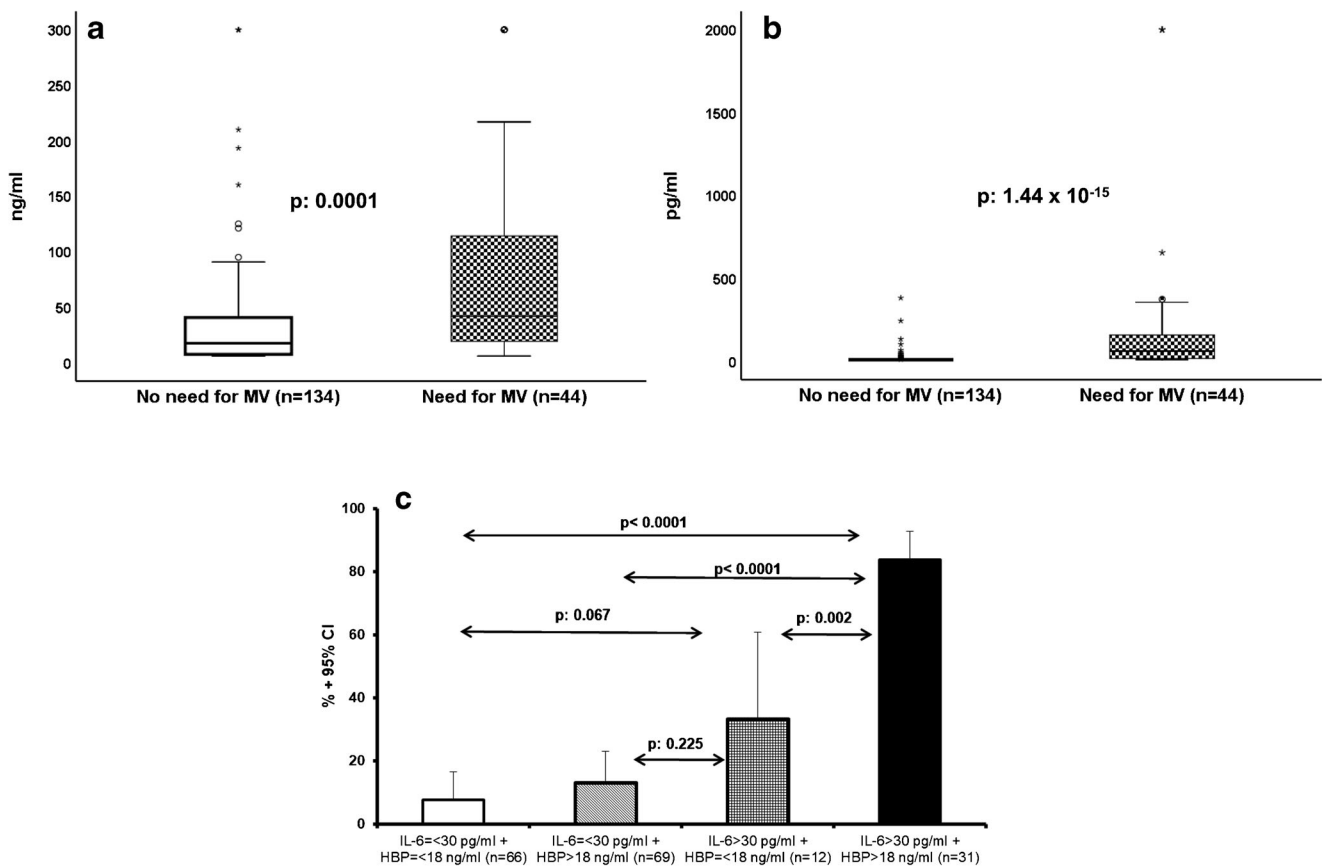 a
300
250
200
150
100
50
0
ng/ml
p: 0.0001
No need for MV (n=134)
Need for MV (n=44)
b
2000
1500
1000
500
0
pg/ml
p: 1.44 x 10⁻¹⁵
No need for MV (n=134)
Need for MV (n=44)
c
100
80
60
40
20
0
% + 95% CI
p< 0.0001
p< 0.0001
p: 0.067
p: 0.002
p: 0.225
IL-6=<30 pg/ml +
HBP=<18 ng/ml (n=66)
IL-6=<30 pg/ml +
HBP>18 ng/ml (n=69)
IL-6>30 pg/ml +
HBP=<18 ng/ml (n=12)
IL-6>30 pg/ml +
HBP>18 ng/ml (n=31)